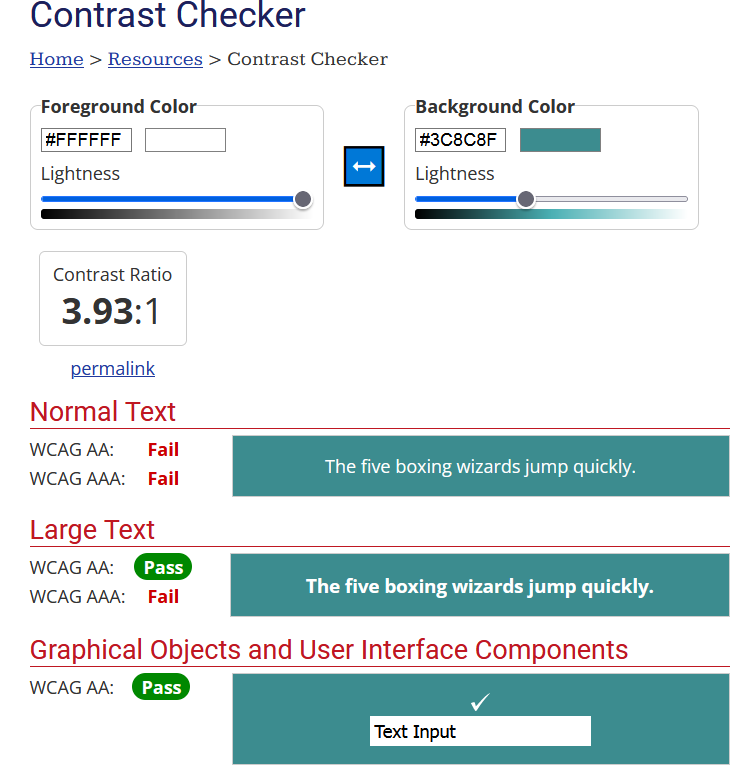 Contrast Checker
Home > Resources > Contrast Checker
Foreground Color
#FFFFFF
Lightness
Background Color
#3C8C8F
Lightness
Contrast Ratio
3.93:1
permalink
Normal Text
WCAG AA: Fail
WCAG AAA: Fail
The five boxing wizards jump quickly.
Large Text
WCAG AA: Pass
WCAG AAA: Fail
The five boxing wizards jump quickly.
Graphical Objects and User Interface Components
WCAG AA: Pass
Text Input